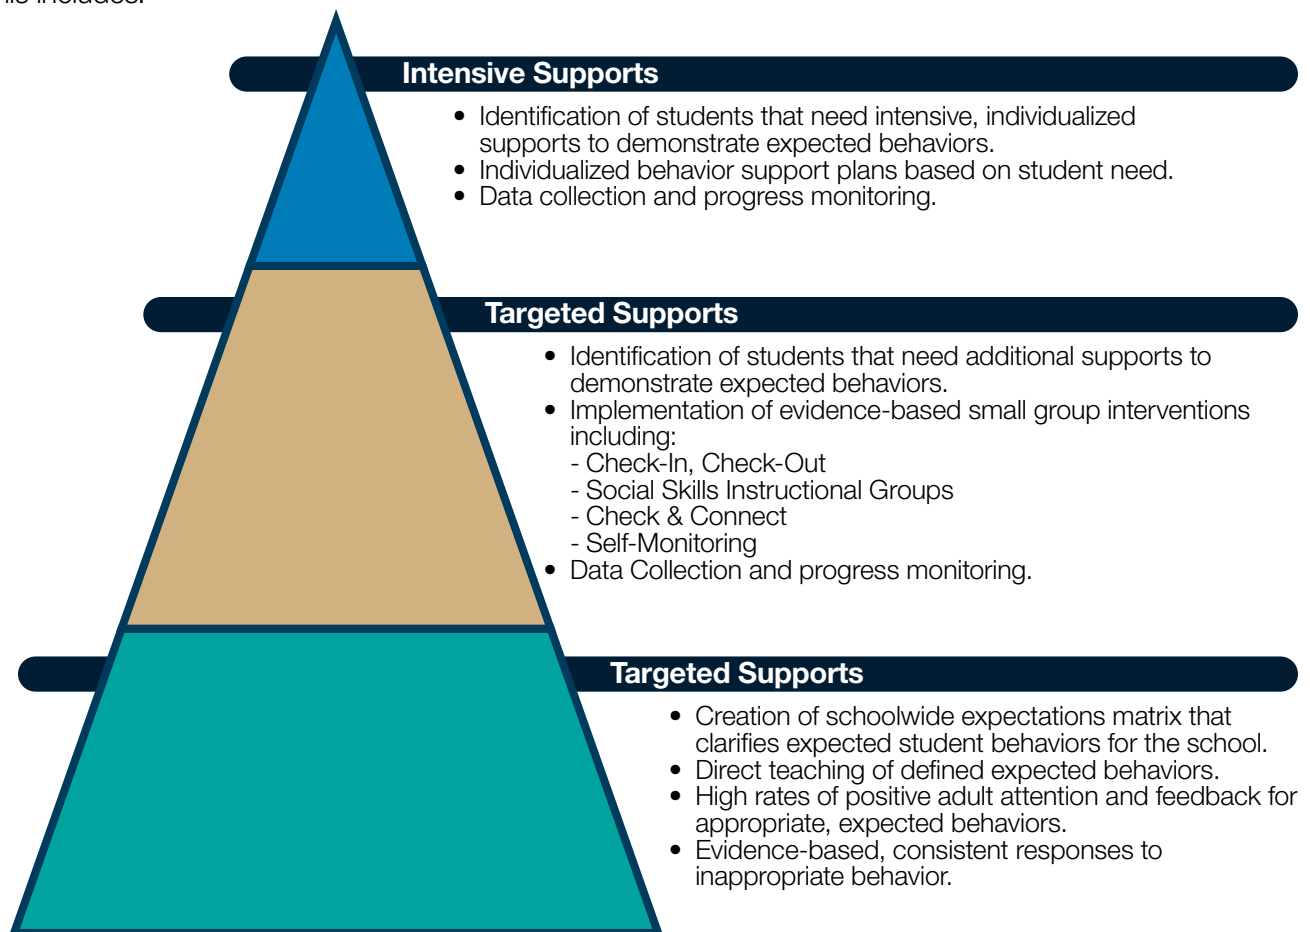 includes:
Intensive Supports
• Identification of students that need intensive, individualized
supports to demonstrate expected behaviors.
• Individualized behavior support plans based on student need.
• Data collection and progress monitoring.
Targeted Supports
• Identification of students that need additional supports to
demonstrate expected behaviors.
• Implementation of evidence-based small group interventions
including:
- Check-In, Check-Out
- Social Skills Instructional Groups
- Check & Connect
- Self-Monitoring
• Data Collection and progress monitoring.
Targeted Supports
• Creation of schoolwide expectations matrix that
clarifies expected student behaviors for the school.
• Direct teaching of defined expected behaviors.
• High rates of positive adult attention and feedback for
appropriate, expected behaviors.
• Evidence-based, consistent responses to
inappropriate behavior.